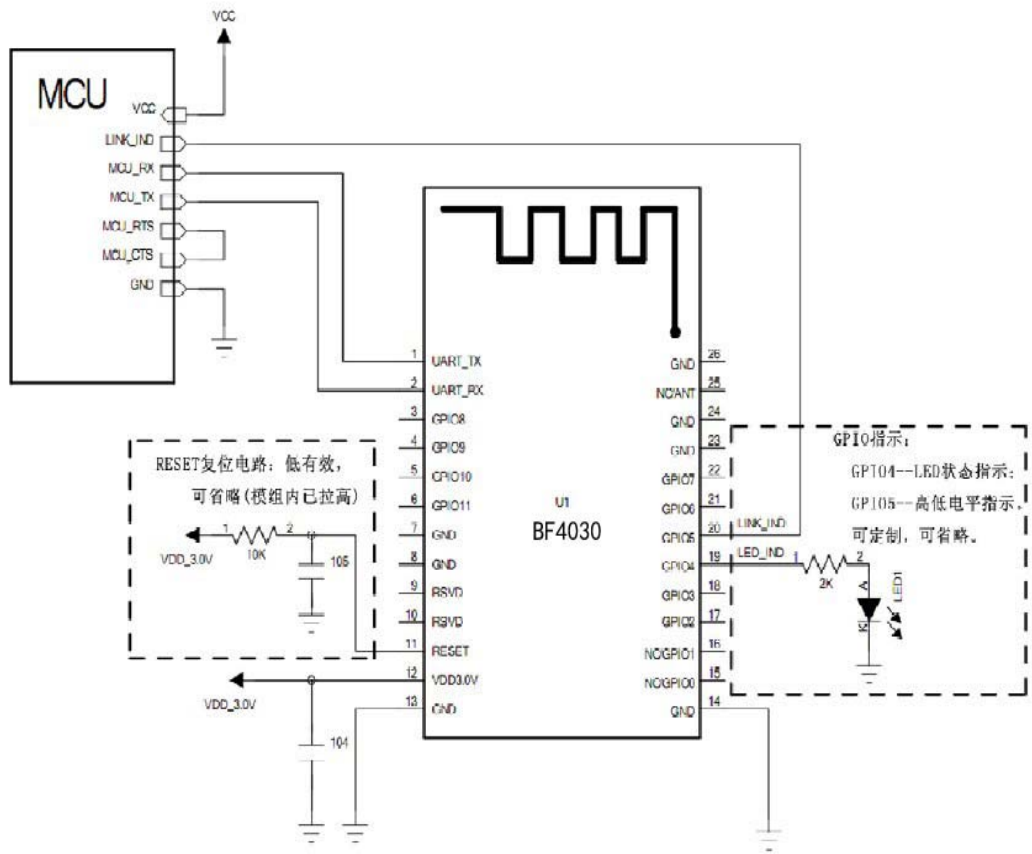 VCC
MCU
VCC
LINK_IND
MCU_RX
MCU_TX
MCU_RTS
MCU_CTS
GND
1 UART_TX
2 UART_RX
3 GPIO8
4 GPIO9
5 GPIO10
6 GPIO11
7 GND
8 GND
9 RSVD
10 RSVD
11 RESET
12 VDD3.0V
13 GND
U1
BF4030
GND 26
NC/ANT 25
GND 24
GND 23
GPIO7 22
GPIO6 21
GPIO5 20
GPIO4 19
GPIO3 18
GPIO2 17
NC/GPIO1 16
NC/GPIO0 15
GND 14
RESET复位电路：低有效，
可省略(模组内已拉高)
1 2
VDD_3.0V
10K
105
VDD_3.0V
104
LINK_IND
LED_IND
GPIO指示：
GPIO4--LED状态指示；
GPIO5--高低电平指示，
可定制，可省略。
1 2
2K
A
K
LED1